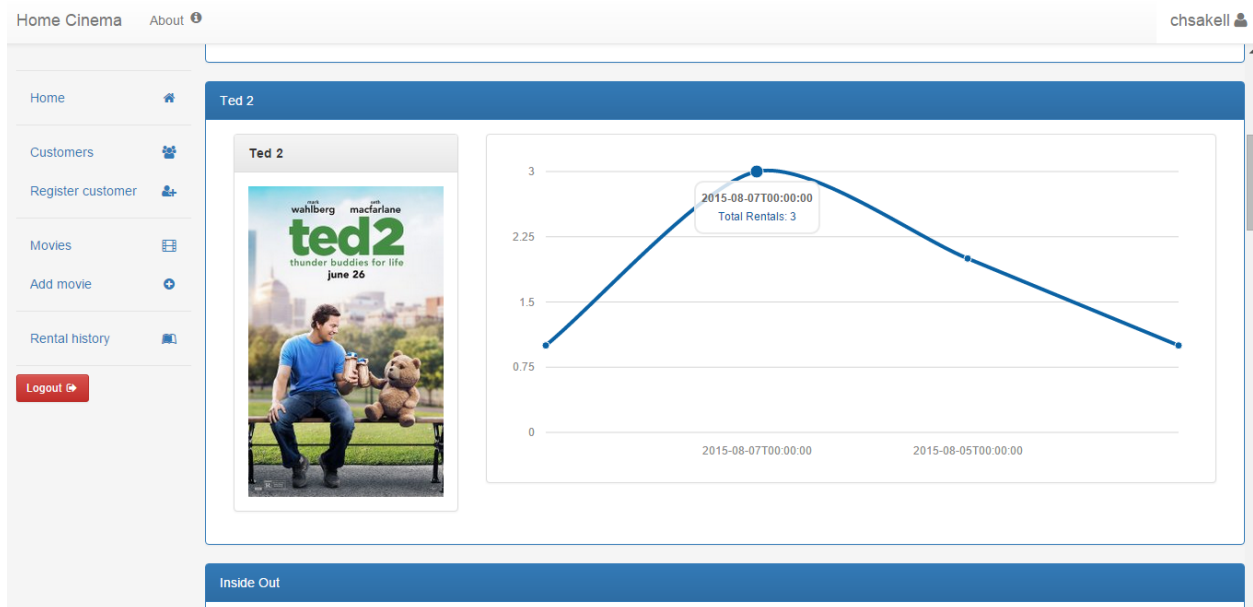 Home Cinema About
chsakell
Home
Customers
Register customer
Movies
Add movie
Rental history
Logout
Ted 2
Ted 2
mark
wahlberg
seth
macfarlane
ted2
thunder buddies for life
june 26
3
2.25
1.5
0.75
0
2015-08-07T00:00:00
Total Rentals: 3
2015-08-07T00:00:00 2015-08-05T00:00:00
Inside Out